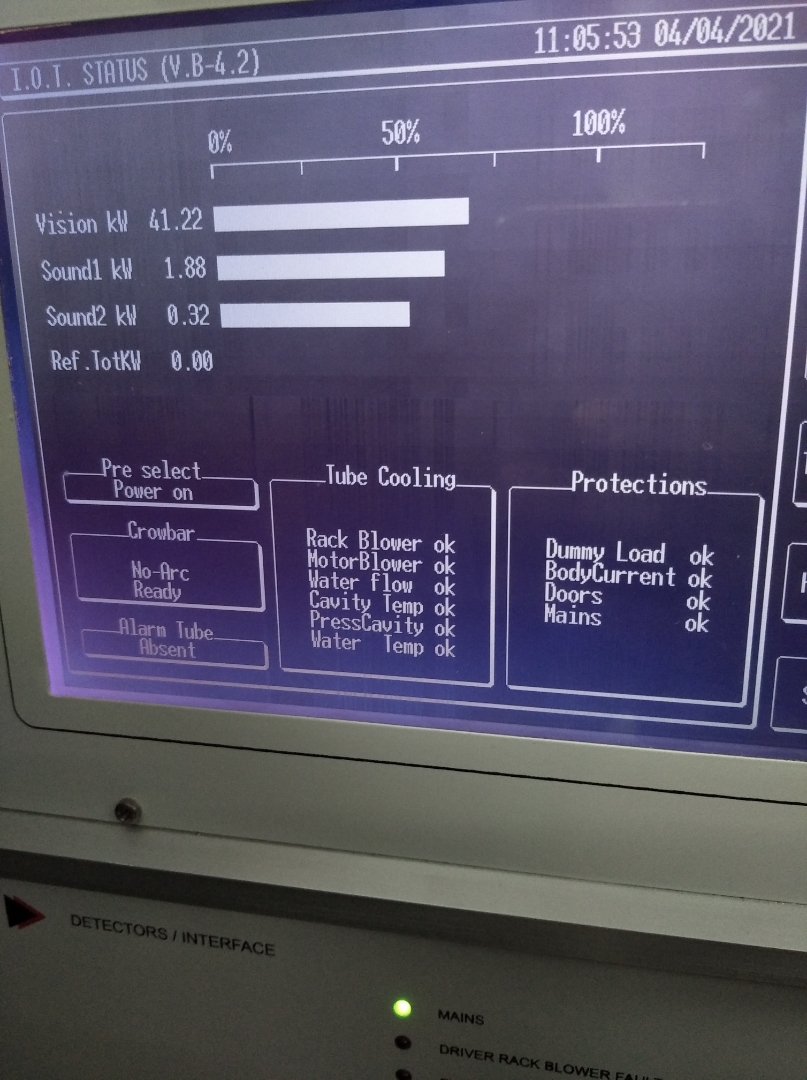 I.O.T. STATUS (V.B-4.2) 11:05:53 04/04/2021
0% 50% 100%
Vision kW 41.22
Sound1 kW 1.88
Sound2 kW 0.32
Ref.TotKW 0.00
Pre select
Power on
Crowbar
No-Arc
Ready
Alarm Tube
Absent
Tube Cooling
Rack Blower ok
MotorBlower ok
Water flow ok
Cavity Temp ok
PressCavity ok
Water Temp ok
Protections
Dummy Load ok
BodyCurrent ok
Doors ok
Mains ok
DETECTORS / INTERFACE
MAINS
DRIVER RACK BLOWER